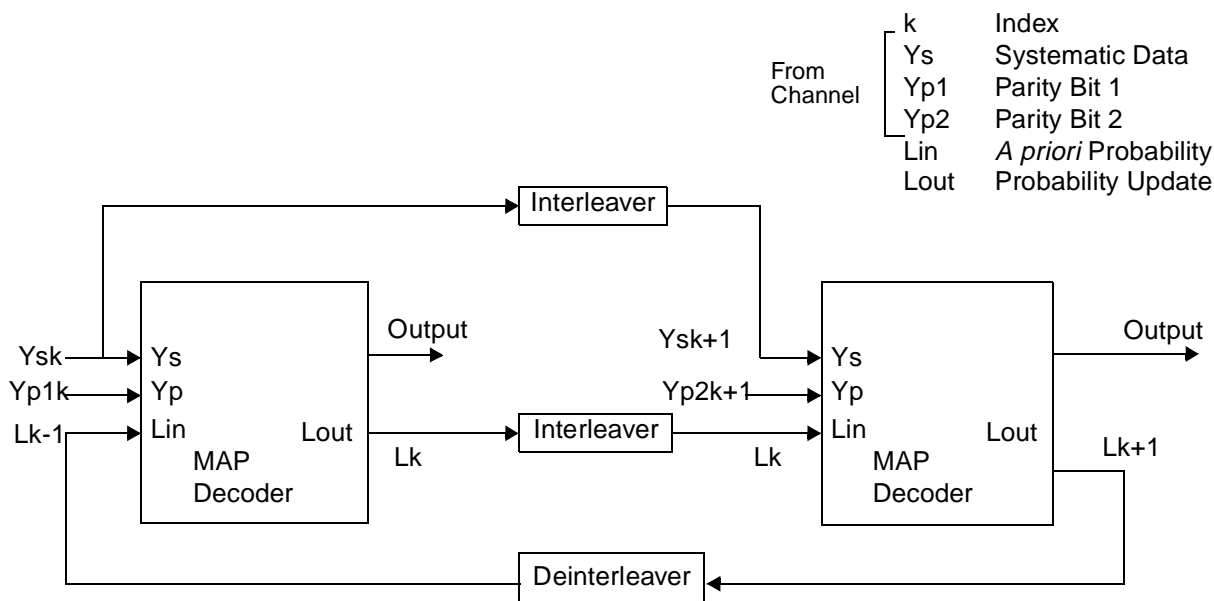 k Index
Ys Systematic Data
From
Channel
Yp1 Parity Bit 1
Yp2 Parity Bit 2
Lin A priori Probability
Lout Probability Update
Interleaver
Output
Ysk+1
Output
Ysk
Ys
Ys
Yp1k
Yp
Yp2k+1
Yp
Lk-1
Lin
Lout
Interleaver
Lin
Lout
Lk
Lk
Lk+1
MAP
Decoder
MAP
Decoder
Deinterleaver